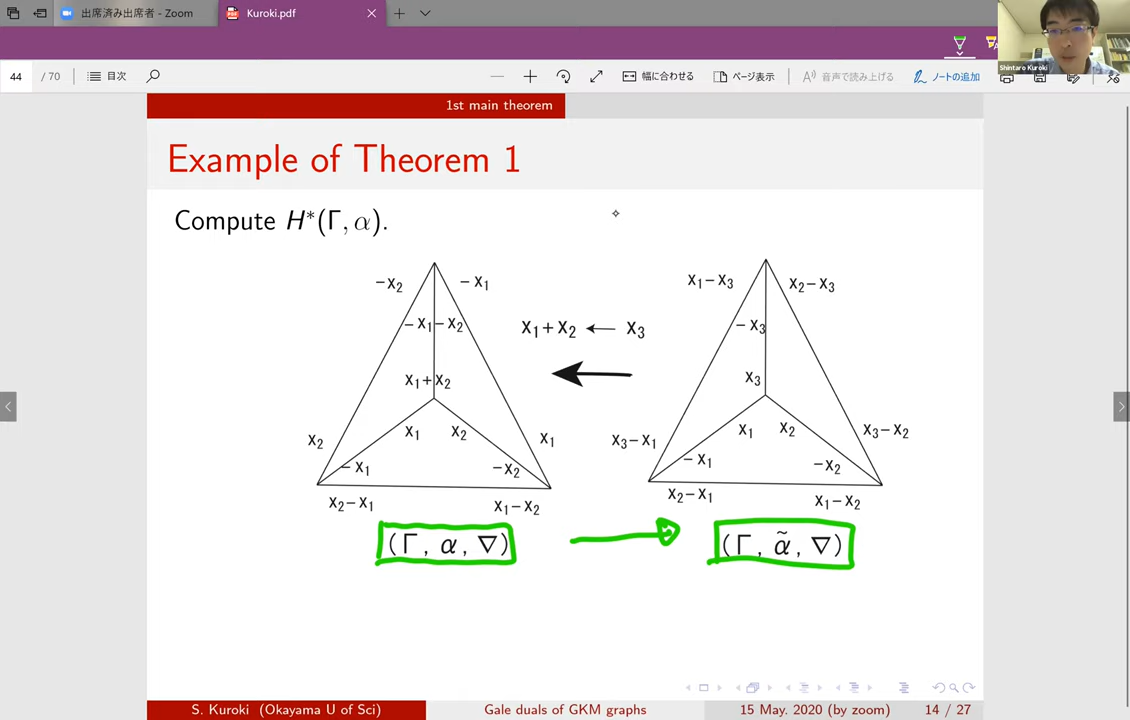 出席済み出席者 - Zoom
Kuroki.pdf
44 / 70
目次
幅に合わせる
ページ表示
音声で読み上げる
ノートの追加
Shintaro Kuroki
1st main theorem
Example of Theorem 1
Compute H*(Γ, α).
−x₂ −x₁
−x₁−x₂
x₁+x₂
x₁ x₂
x₂ x₁
−x₁ −x₂
x₂−x₁ x₁−x₂
(Γ, α, ∇)
x₁+x₂ ← x₃
x₁−x₃ x₂−x₃
−x₃
x₃
x₁ x₂
x₃−x₁ x₃−x₂
−x₁ −x₂
x₂−x₁ x₁−x₂
(Γ, α̃, ∇)
S. Kuroki (Okayama U of Sci)
Gale duals of GKM graphs
15 May. 2020 (by zoom)
14 / 27